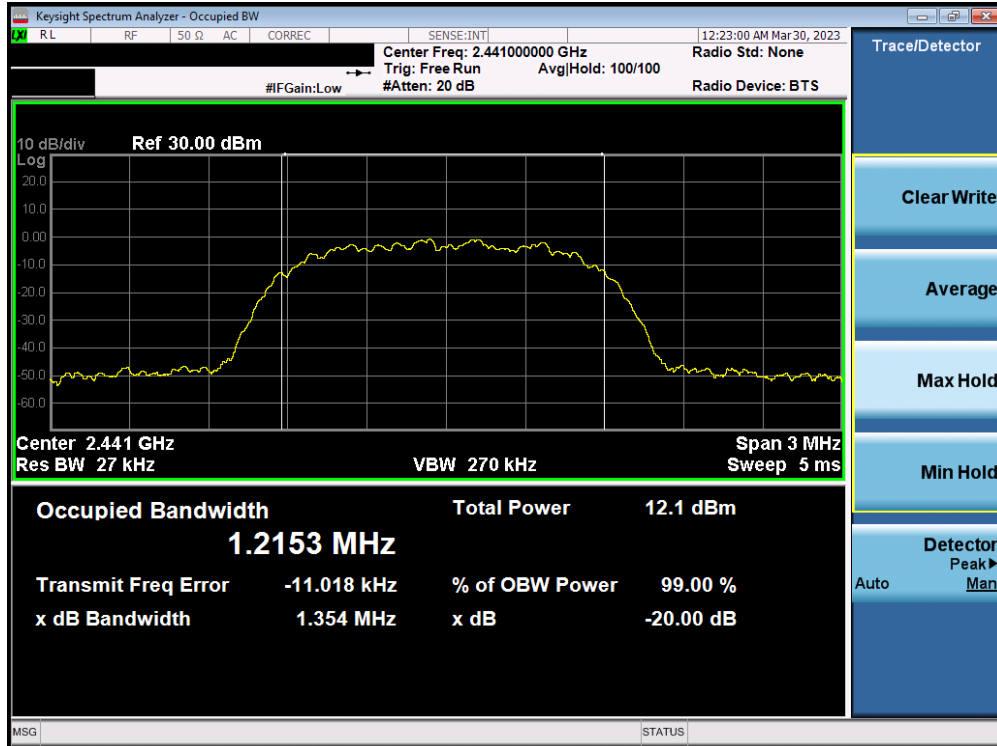 Keysight Spectrum Analyzer - Occupied BW
LXI RL RF 50 Ω AC CORREC SENSE:INT 12:23:00 AM Mar 30, 2023
Center Freq: 2.441000000 GHz Radio Std: None
Trig: Free Run Avg|Hold: 100/100
#IFGain:Low #Atten: 20 dB Radio Device: BTS
10 dB/div Ref 30.00 dBm
Log
20.0
10.0
0.00
-10.0
-20.0
-30.0
-40.0
-50.0
-60.0
Center 2.441 GHz Span 3 MHz
Res BW 27 kHz VBW 270 kHz Sweep 5 ms
Occupied Bandwidth Total Power 12.1 dBm
1.2153 MHz
Transmit Freq Error -11.018 kHz % of OBW Power 99.00 %
x dB Bandwidth 1.354 MHz x dB -20.00 dB
MSG STATUS
Trace/Detector
Clear Write
Average
Max Hold
Min Hold
Detector
Peak▶
Auto Man